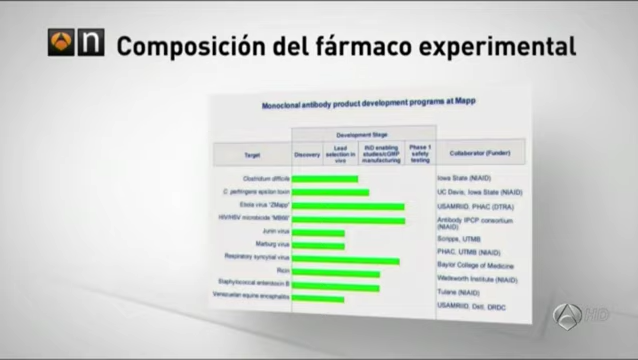 n Composición del fármaco experimental
Monoclonal antibody product development programs at Mapp
Development Stage
Target
Discovery
Lead selection in vivo
IND enabling studies/cGMP manufacturing
Phase 1 safety testing
Collaborator (Funder)
Clostridium difficile
Iowa State (NIAID)
C. perfringens epsilon toxin
UC Davis, Iowa State (NIAID)
Ebola virus "ZMapp"
USAMRIID, PHAC (DTRA)
HIV/HSV microbicide "MB66"
Antibody IPCP consortium (NIAID)
Junin virus
Scripps, UTMB
Marburg virus
PHAC, UTMB (NIAID)
Respiratory syncytial virus
Baylor College of Medicine
Ricin
Wadsworth Institute (NIAID)
Staphylococcal enterotoxin B
Tulane (NIAID)
Venezuelan equine encephalitis
USAMRIID, Dstl, DRDC
HD